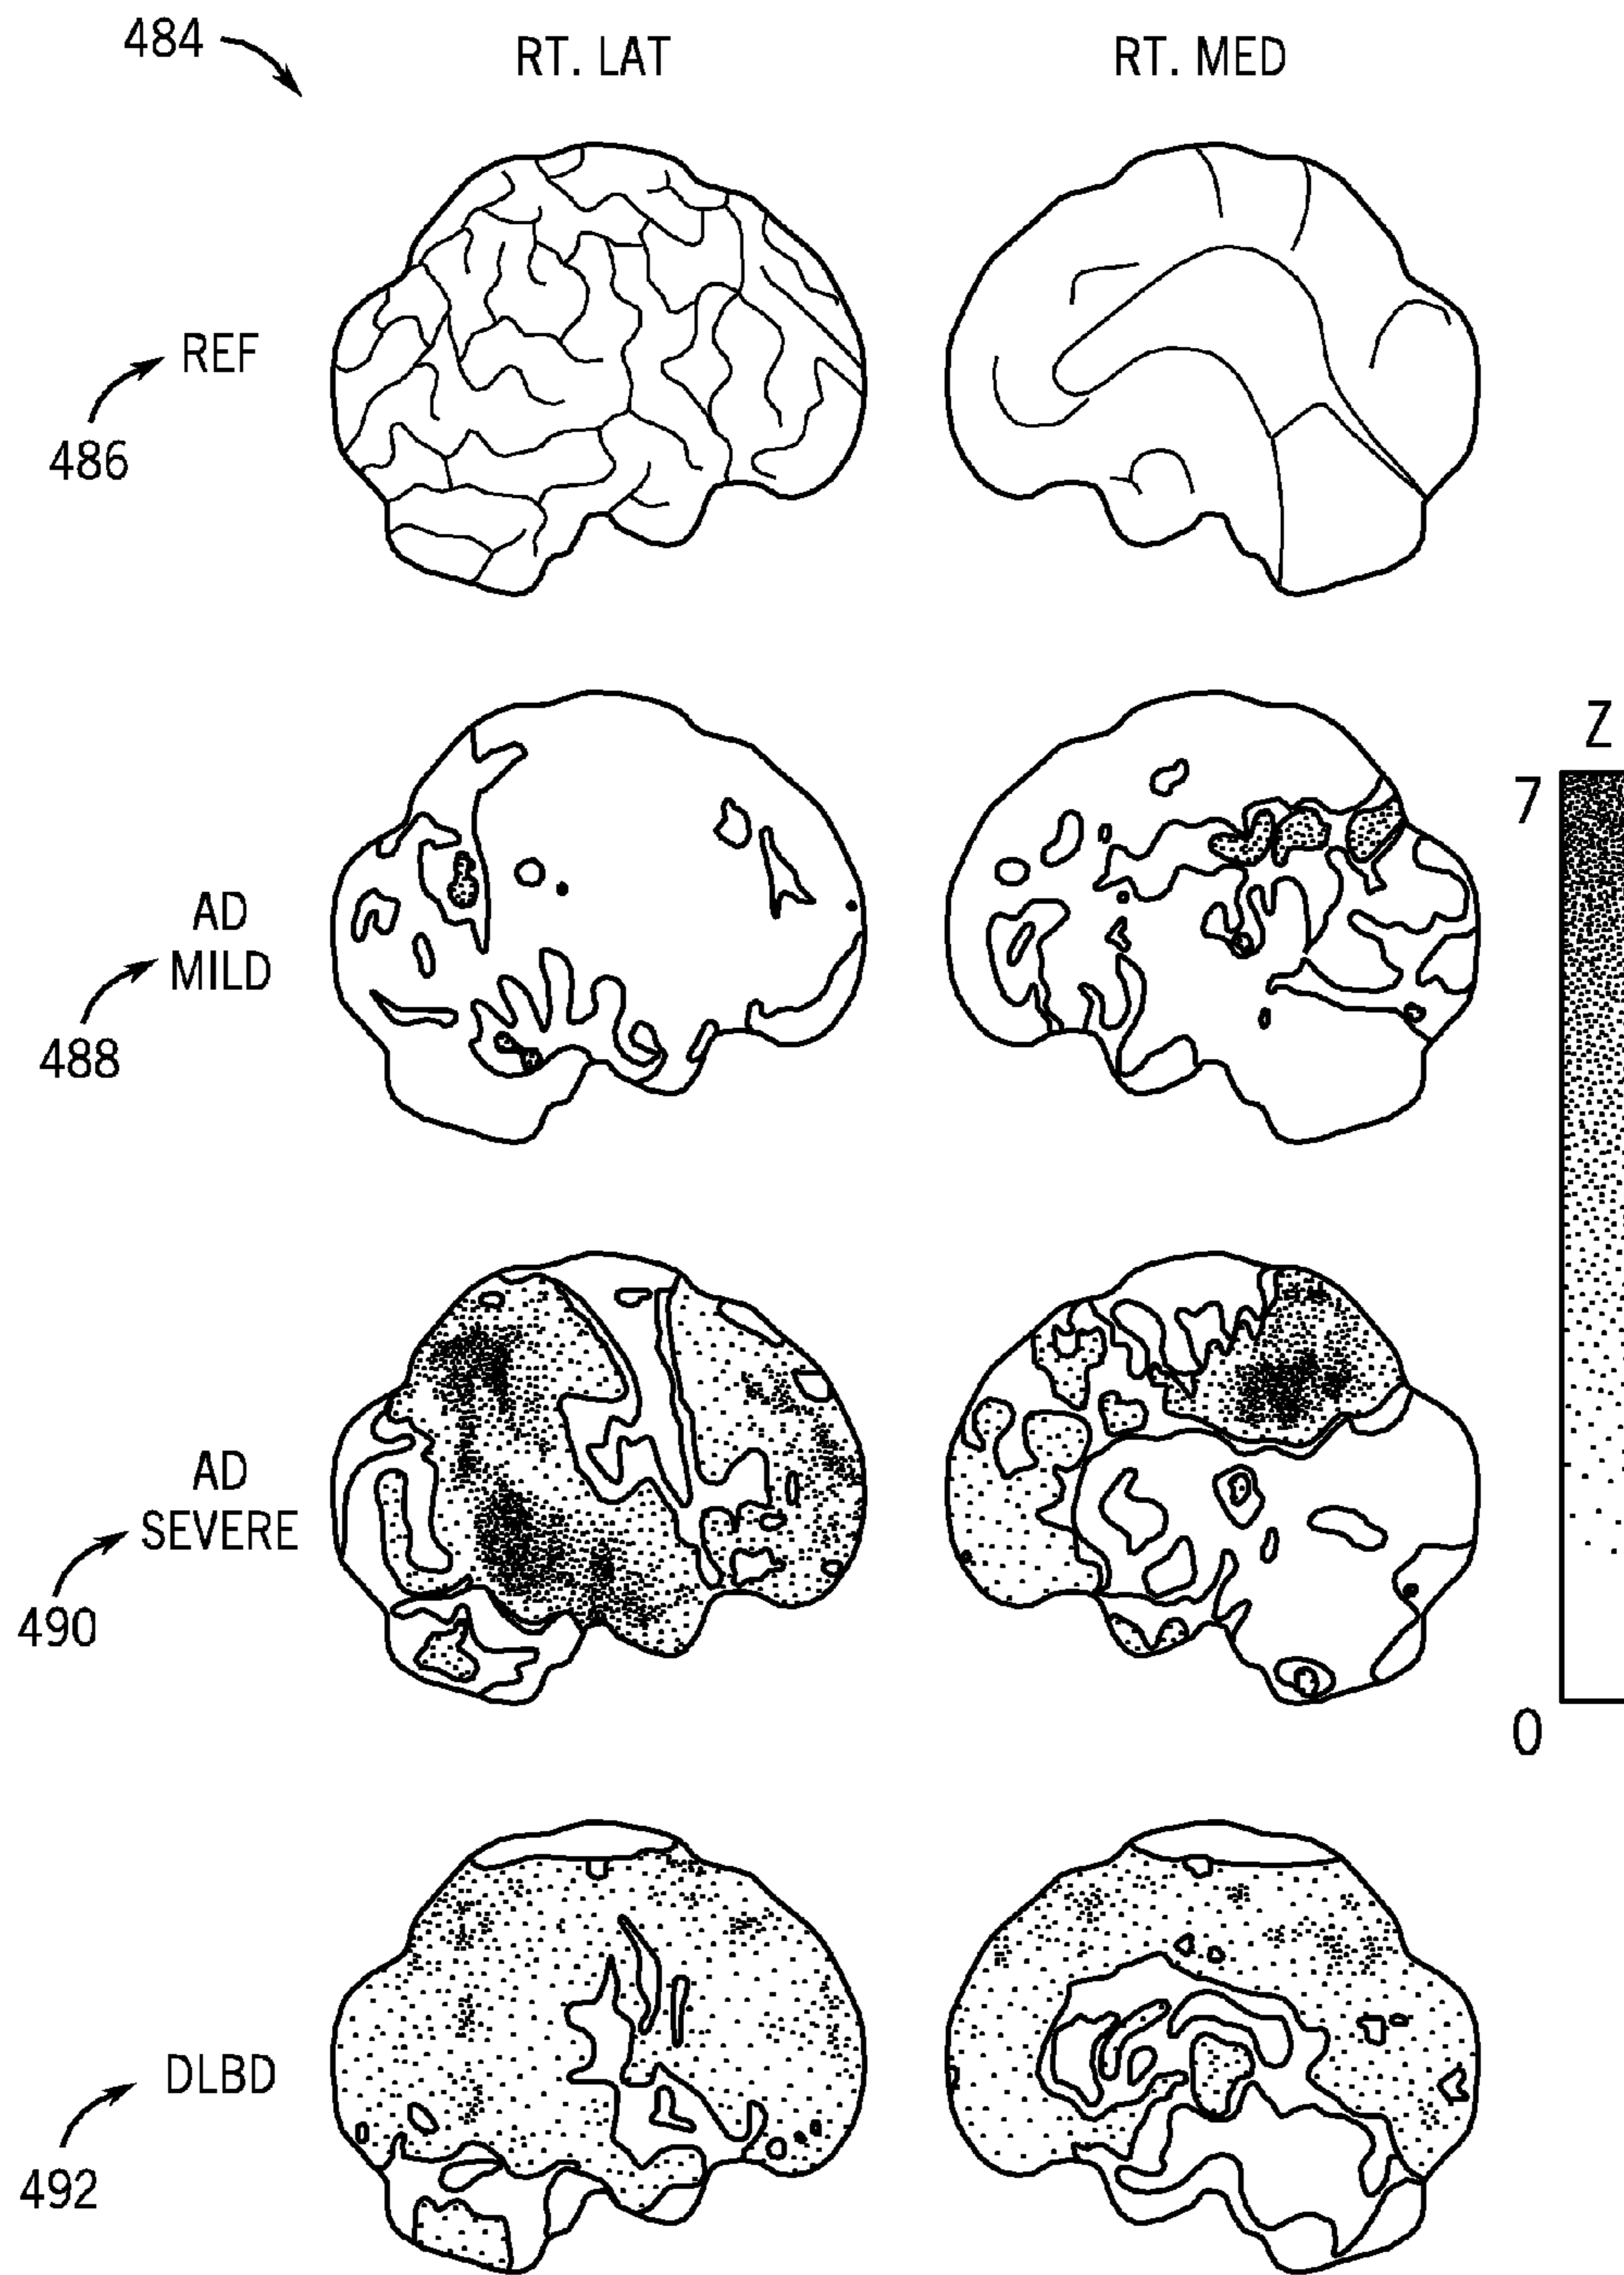 484
RT. LAT
RT. MED
REF
486
Z
7
AD
MILD
488
AD
SEVERE
490
0
DLBD
492